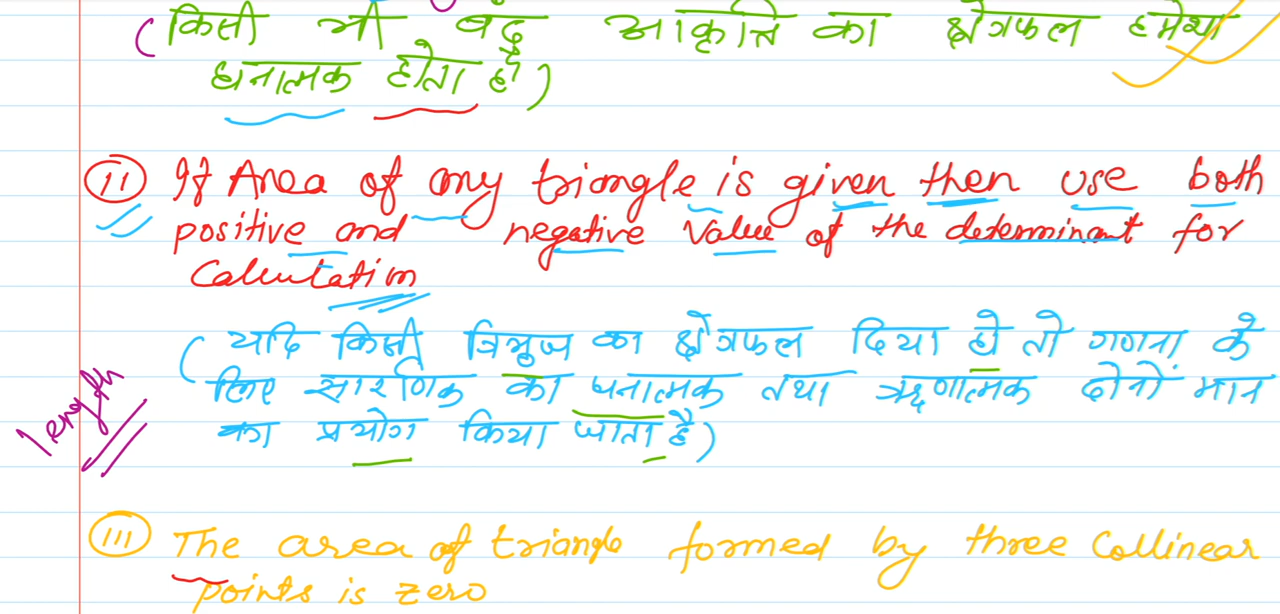 (किसी भी बंद आकृति का क्षेत्रफल हमेशा
धनात्मक होता है)
(ii) If Area of any triangle is given then use both
positive and negative value of the determinant for
Calculation
(यदि किसी त्रिभुज का क्षेत्रफल दिया हो तो गणना के
लिए सारणिक का धनात्मक तथा ऋणात्मक दोनों मान
का प्रयोग किया जाता है)
length
(iii) The area of triangle formed by three Collinear
points is zero